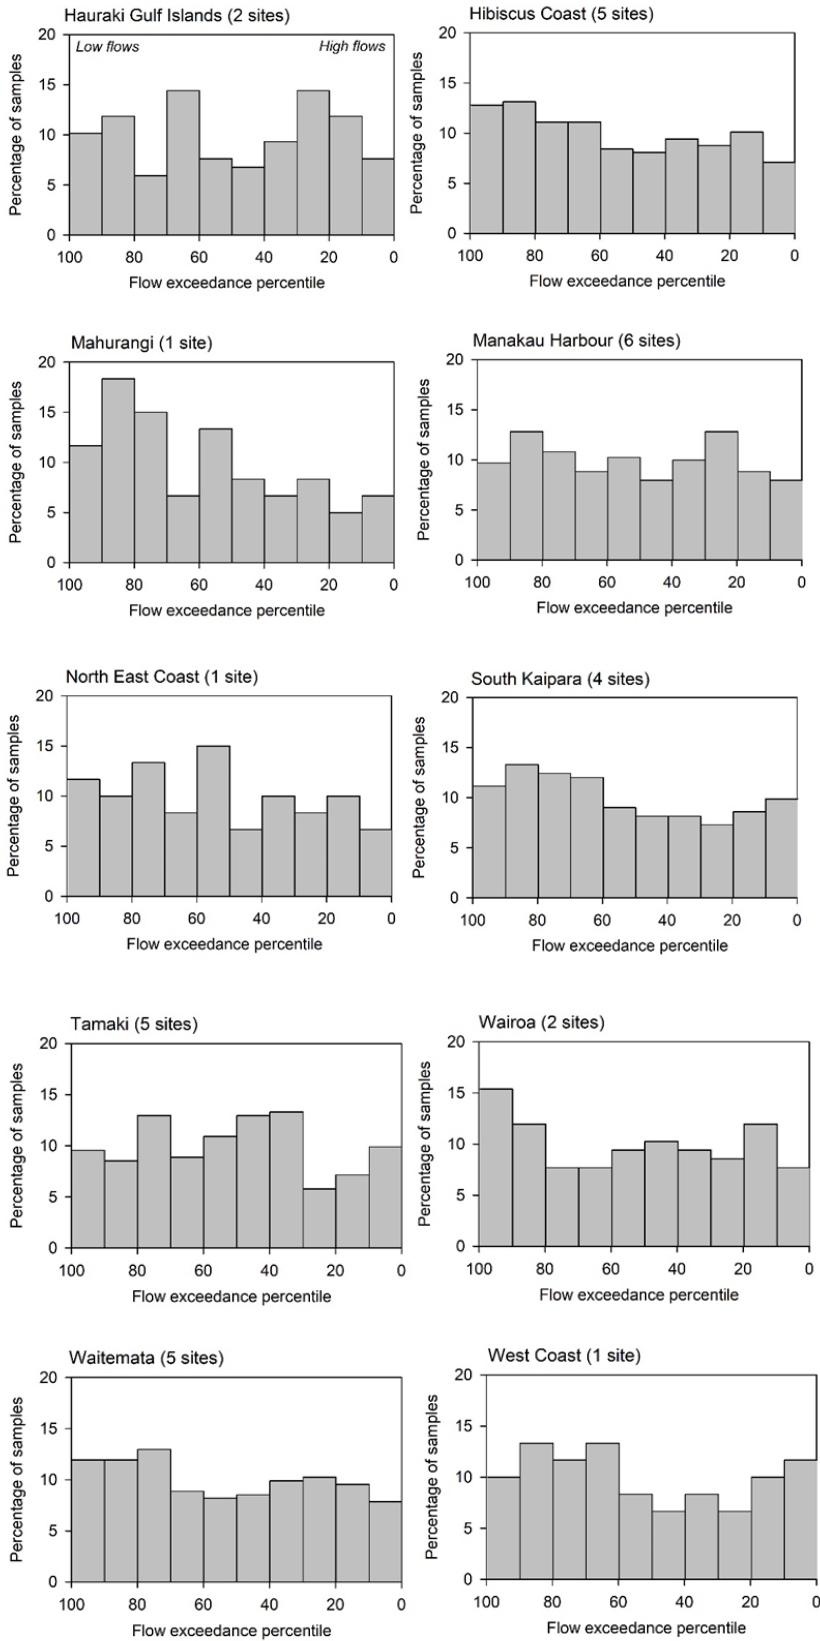 Hauraki Gulf Islands (2 sites)
Low flows High flows
Percentage of samples
20
15
10
5
0
100 80 60 40 20 0
Flow exceedance percentile
Hibiscus Coast (5 sites)
Percentage of samples
20
15
10
5
0
100 80 60 40 20 0
Flow exceedance percentile
Mahurangi (1 site)
Percentage of samples
20
15
10
5
0
100 80 60 40 20 0
Flow exceedance percentile
Manakau Harbour (6 sites)
Percentage of samples
20
15
10
5
0
100 80 60 40 20 0
Flow exceedance percentile
North East Coast (1 site)
Percentage of samples
20
15
10
5
0
100 80 60 40 20 0
Flow exceedance percentile
South Kaipara (4 sites)
Percentage of samples
20
15
10
5
0
100 80 60 40 20 0
Flow exceedance percentile
Tamaki (5 sites)
Percentage of samples
20
15
10
5
0
100 80 60 40 20 0
Flow exceedance percentile
Wairoa (2 sites)
Percentage of samples
20
15
10
5
0
100 80 60 40 20 0
Flow exceedance percentile
Waitemata (5 sites)
Percentage of samples
20
15
10
5
0
100 80 60 40 20 0
Flow exceedance percentile
West Coast (1 site)
Percentage of samples
20
15
10
5
0
100 80 60 40 20 0
Flow exceedance percentile